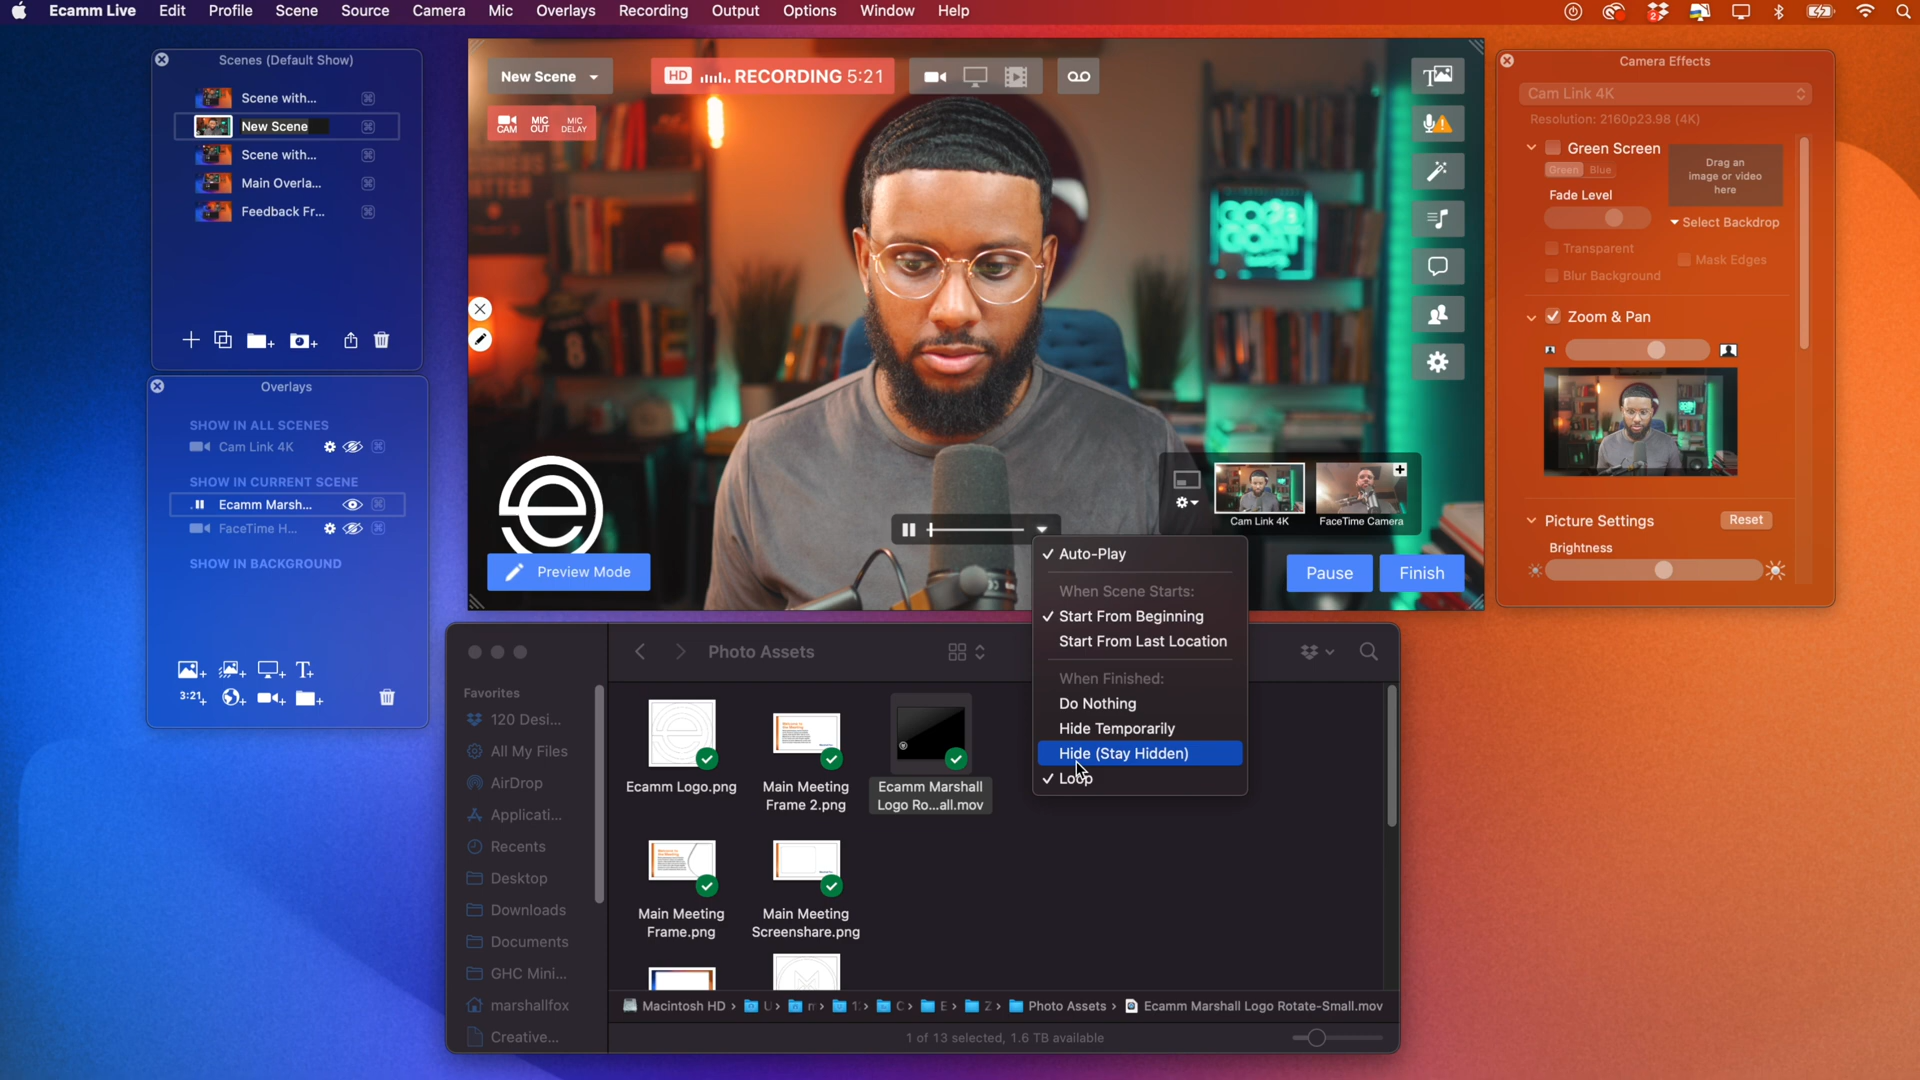 Ecamm Live Edit Profile Scene Source Camera Mic Overlays Recording Output Options Window Help
Scenes (Default Show)
Scene with...
New Scene
Scene with...
Main Overla...
Feedback Fr...
Overlays
SHOW IN ALL SCENES
Cam Link 4K
SHOW IN CURRENT SCENE
Ecamm Marsh...
FaceTime H...
SHOW IN BACKGROUND
3:21
New Scene
HD RECORDING 5:21
CAM
MIC OUT
MIC DELAY
Cam Link 4K
FaceTime Camera
Preview Mode
Pause
Finish
Auto-Play
When Scene Starts:
Start From Beginning
Start From Last Location
When Finished:
Do Nothing
Hide Temporarily
Hide (Stay Hidden)
Loop
Camera Effects
Cam Link 4K
Resolution: 2160p23.98 (4K)
Green Screen
Green Blue
Fade Level
Drag an
image or video
here
Select Backdrop
Transparent
Mask Edges
Blur Background
Zoom & Pan
Picture Settings
Reset
Brightness
Photo Assets
Favorites
120 Desi...
All My Files
AirDrop
Applicati...
Recents
Desktop
Downloads
Documents
GHC Mini...
marshallfox
Creative...
Ecamm Logo.png
Main Meeting
Frame 2.png
Ecamm Marshall
Logo Ro...all.mov
Main Meeting
Frame.png
Main Meeting
Screenshare.png
Macintosh HD › Photo Assets › Ecamm Marshall Logo Rotate-Small.mov
1 of 13 selected, 1.6 TB available